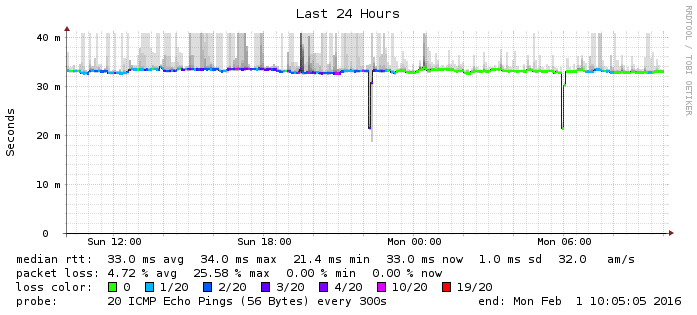 Last 24 Hours
RRDTOOL / TOBI OETIKER
Seconds
40 m
30 m
20 m
10 m
0
Sun 12:00 Sun 18:00 Mon 00:00 Mon 06:00
median rtt: 33.0 ms avg 34.0 ms max 21.4 ms min 33.0 ms now 1.0 ms sd 32.0 am/s
packet loss: 4.72 % avg 25.58 % max 0.00 % min 0.00 % now
loss color: 0 1/20 2/20 3/20 4/20 10/20 19/20
probe: 20 ICMP Echo Pings (56 Bytes) every 300s end: Mon Feb 1 10:05:05 2016